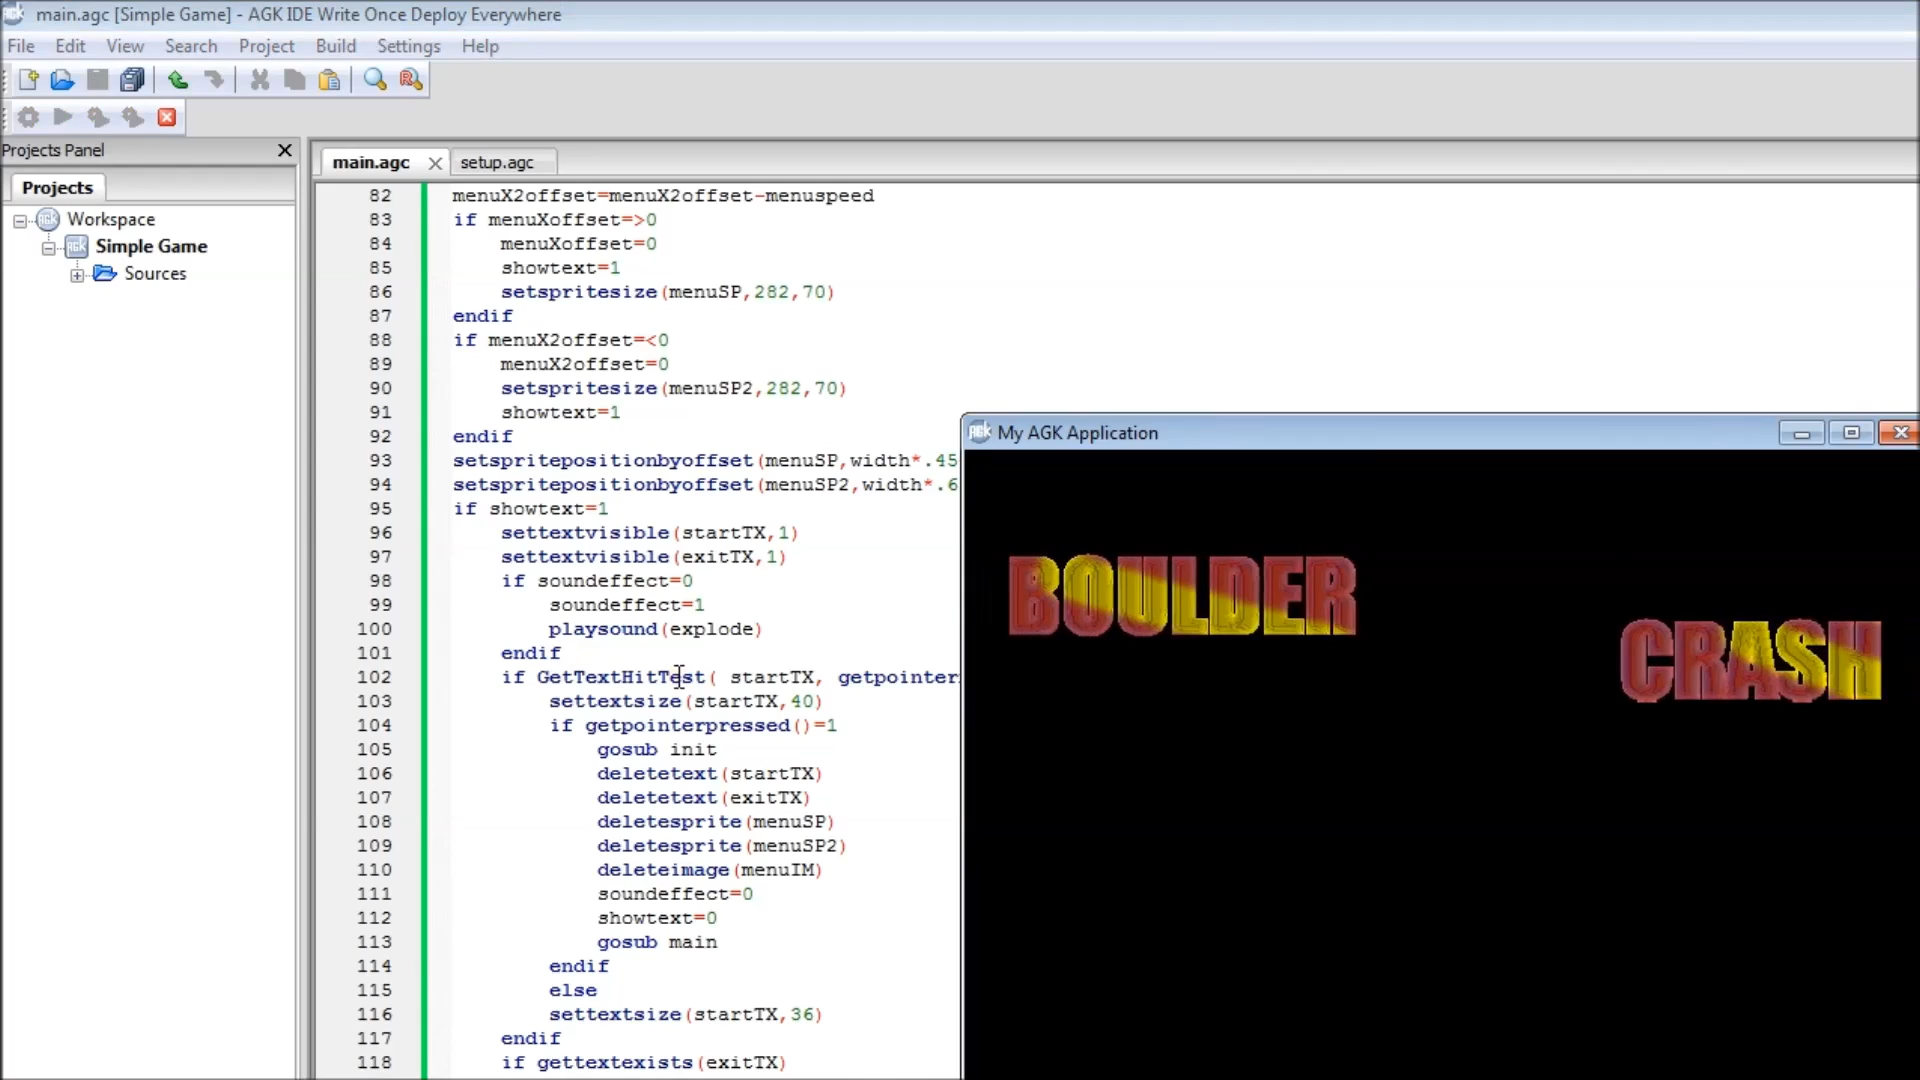 main.agc [Simple Game] - AGK IDE Write Once Deploy Everywhere
File Edit View Search Project Build Settings Help
Projects Panel
Projects
Workspace
Simple Game
Sources
main.agc setup.agc
82 menuX2offset=menuX2offset-menuspeed
83 if menuXoffset=>0
84 menuXoffset=0
85 showtext=1
86 setspritesize(menuSP,282,70)
87 endif
88 if menuX2offset=<0
89 menuX2offset=0
90 setspritesize(menuSP2,282,70)
91 showtext=1
92 endif
93 setspritepositionbyoffset(menuSP,width*.45
94 setspritepositionbyoffset(menuSP2,width*.6
95 if showtext=1
96 settextvisible(startTX,1)
97 settextvisible(exitTX,1)
98 if soundeffect=0
99 soundeffect=1
100 playsound(explode)
101 endif
102 if GetTextHitTest( startTX, getpointer
103 settextsize(startTX,40)
104 if getpointerpressed()=1
105 gosub init
106 deletetext(startTX)
107 deletetext(exitTX)
108 deletesprite(menuSP)
109 deletesprite(menuSP2)
110 deleteimage(menuIM)
111 soundeffect=0
112 showtext=0
113 gosub main
114 endif
115 else
116 settextsize(startTX,36)
117 endif
118 if gettextexists(exitTX)
My AGK Application
BOULDER
CRASH